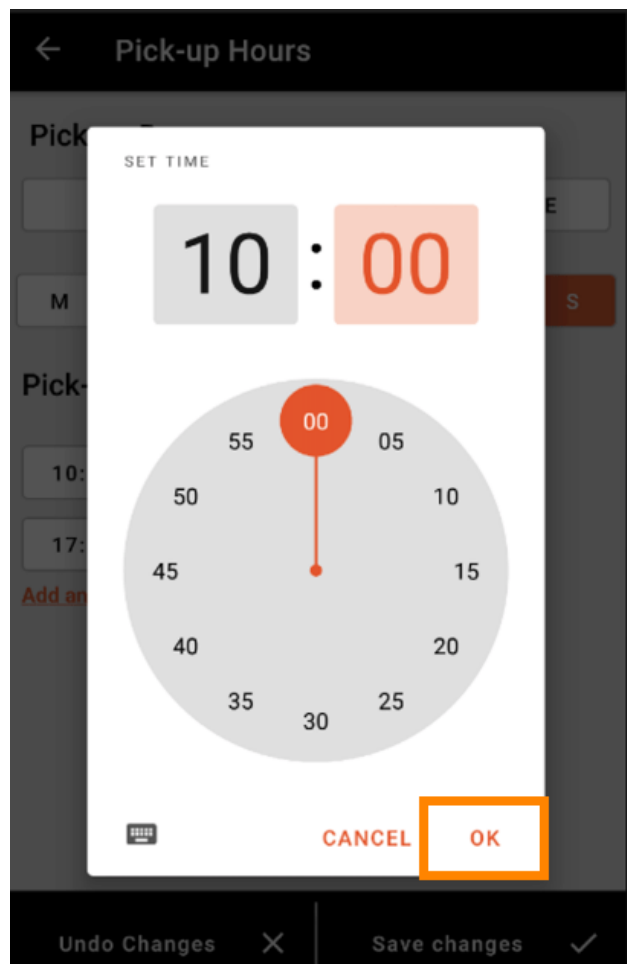 Pick-up Hours
Pick
SET TIME
E
10 : 00
M
S
00
55
05
Pick-
50
10
10:
45
15
17:
Add an
40
20
35
25
30
CANCEL
OK
Undo Changes
Save changes